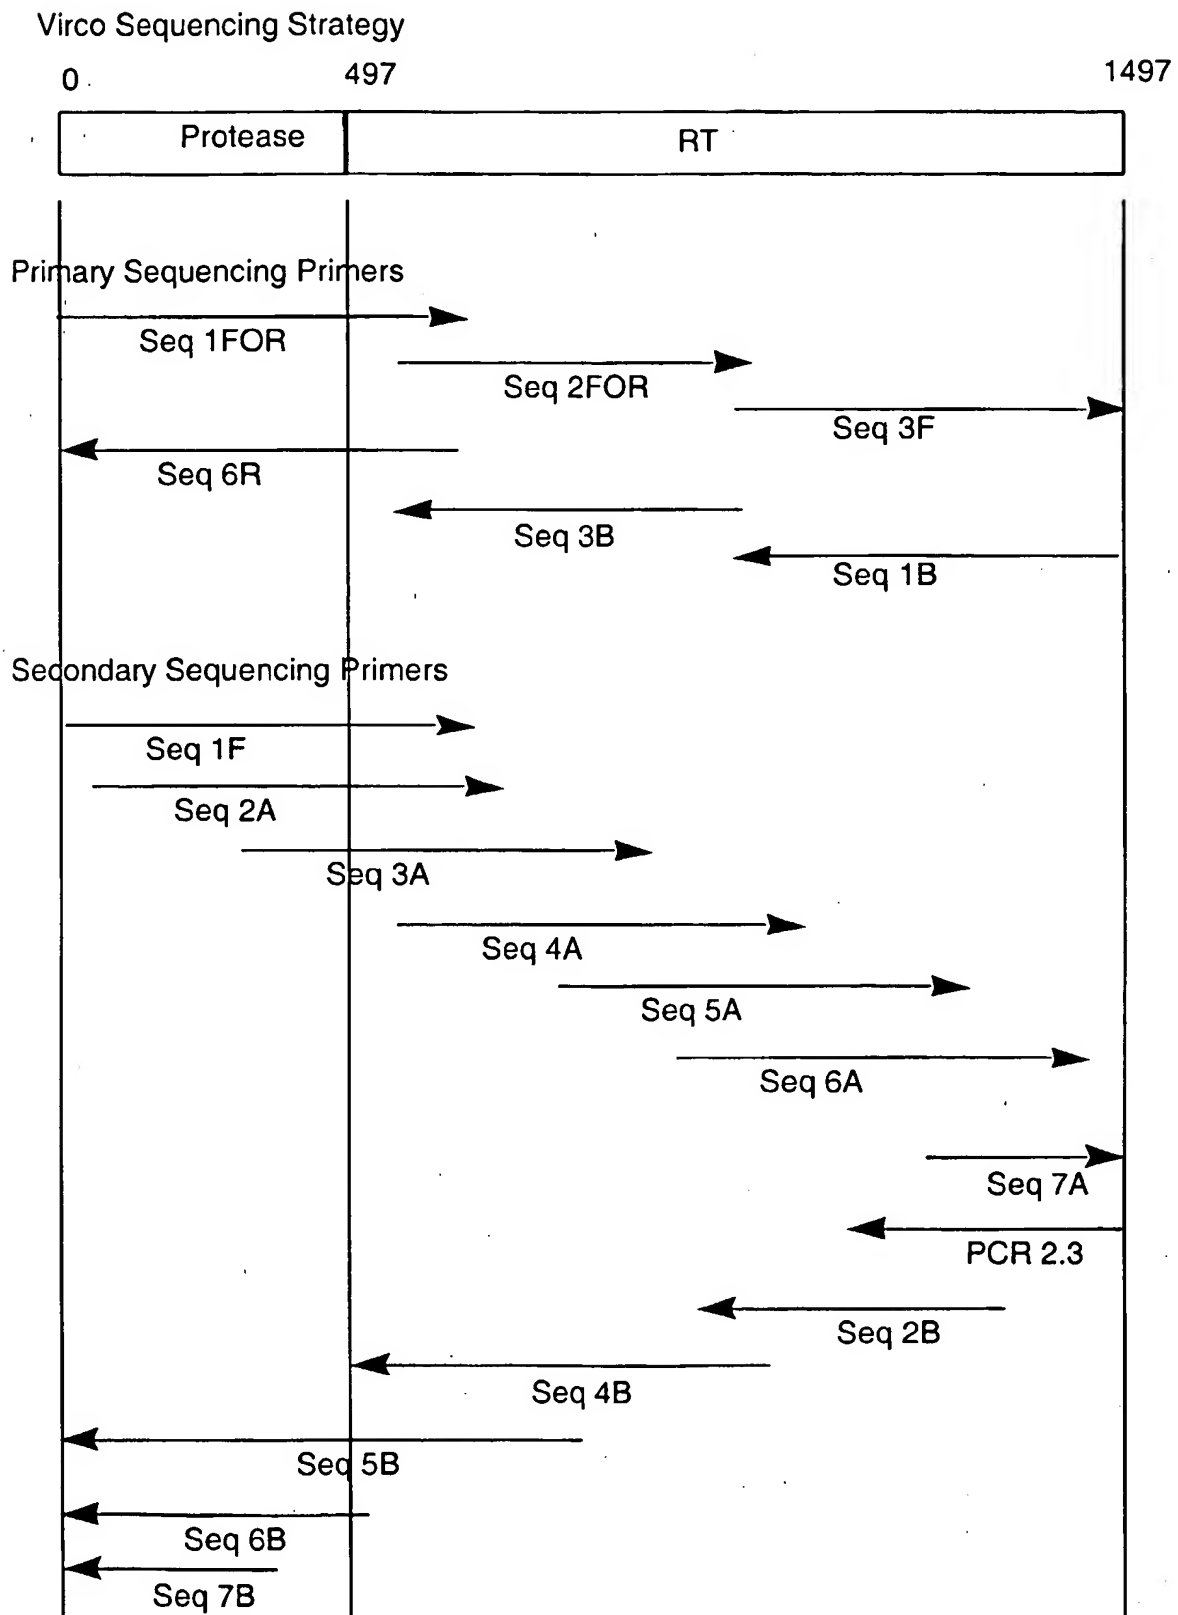 Virco Sequencing Strategy
0 497 1497
Protease RT
Primary Sequencing Primers
Seq 1FOR
Seq 2FOR
Seq 3F
Seq 6R
Seq 3B
Seq 1B
Secondary Sequencing Primers
Seq 1F
Seq 2A
Seq 3A
Seq 4A
Seq 5A
Seq 6A
Seq 7A
PCR 2.3
Seq 2B
Seq 4B
Seq 5B
Seq 6B
Seq 7B